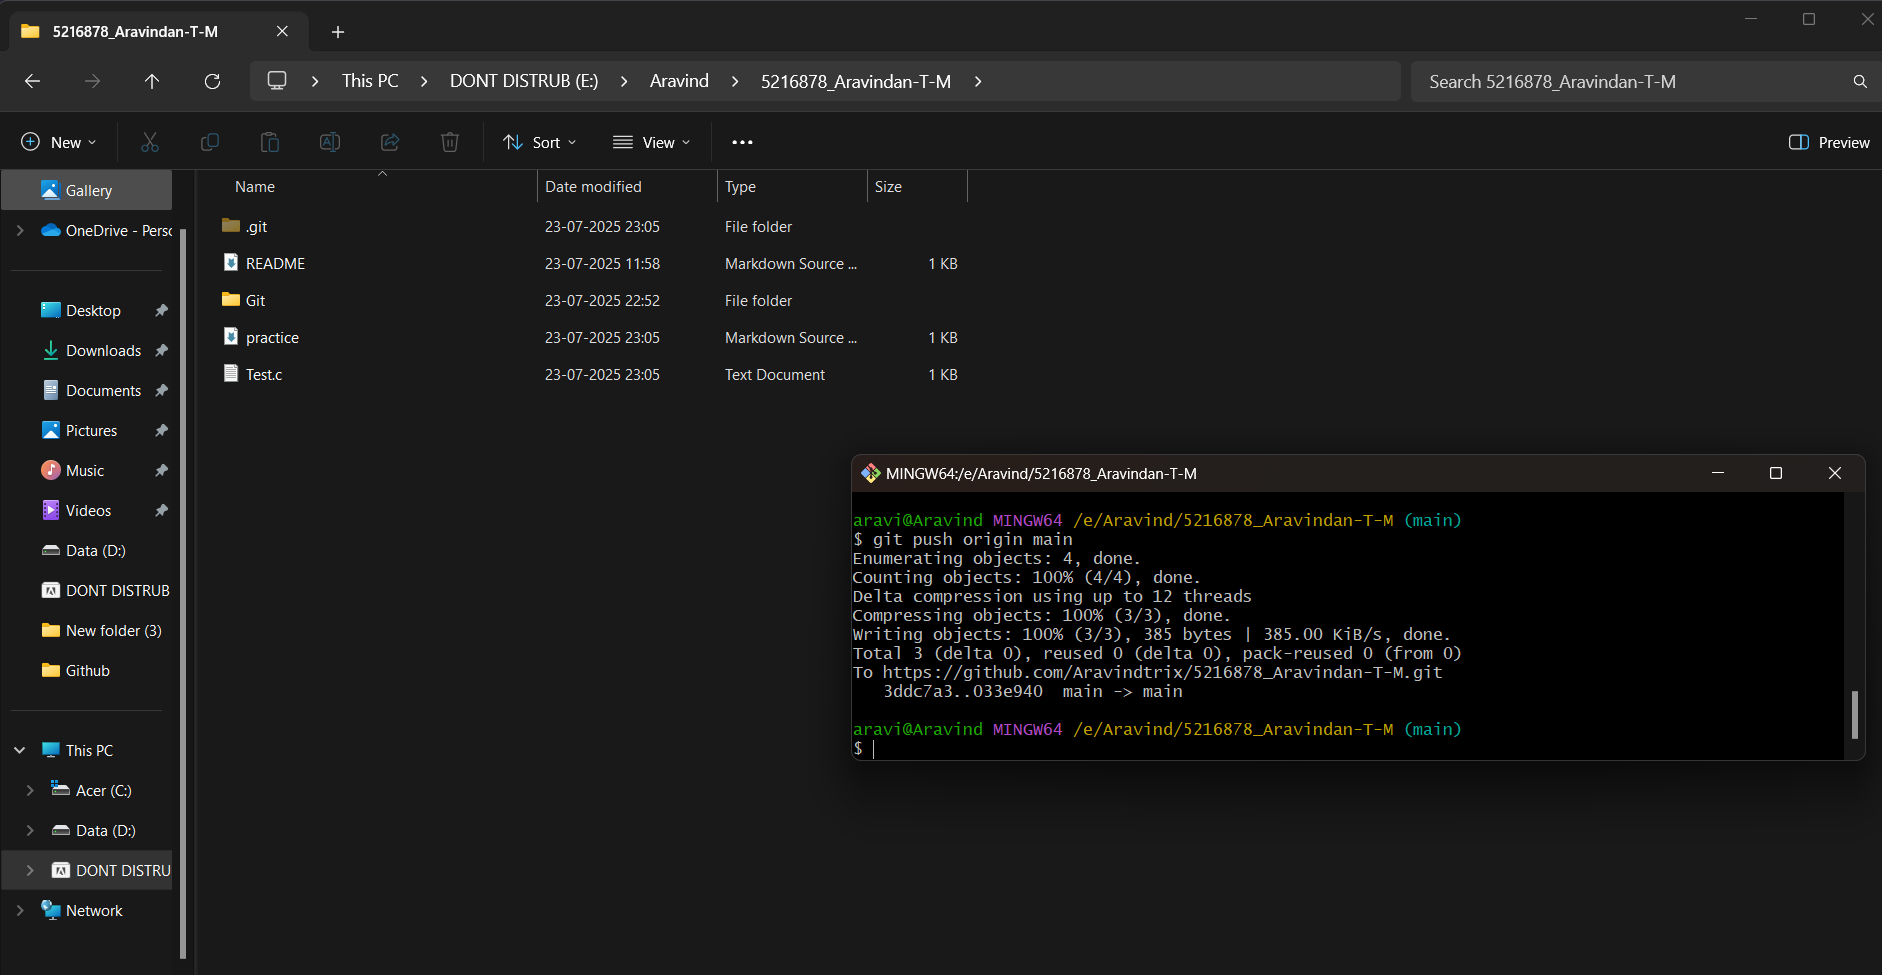 5216878_Aravindan-T-M
This PC > DONT DISTRUB (E:) > Aravind > 5216878_Aravindan-T-M >
Search 5216878_Aravindan-T-M
New
Sort
View
Preview
Gallery
OneDrive - Perso
Desktop
Downloads
Documents
Pictures
Music
Videos
Data (D:)
DONT DISTRUB
New folder (3)
Github
This PC
Acer (C:)
Data (D:)
DONT DISTRU
Network
Name Date modified Type Size
.git 23-07-2025 23:05 File folder
README 23-07-2025 11:58 Markdown Source ... 1 KB
Git 23-07-2025 22:52 File folder
practice 23-07-2025 23:05 Markdown Source ... 1 KB
Test.c 23-07-2025 23:05 Text Document 1 KB
MINGW64:/e/Aravind/5216878_Aravindan-T-M
aravi@Aravind MINGW64 /e/Aravind/5216878_Aravindan-T-M (main)
$ git push origin main
Enumerating objects: 4, done.
Counting objects: 100% (4/4), done.
Delta compression using up to 12 threads
Compressing objects: 100% (3/3), done.
Writing objects: 100% (3/3), 385 bytes | 385.00 KiB/s, done.
Total 3 (delta 0), reused 0 (delta 0), pack-reused 0 (from 0)
To https://github.com/Aravindtrix/5216878_Aravindan-T-M.git
3ddc7a3..033e940 main -> main
aravi@Aravind MINGW64 /e/Aravind/5216878_Aravindan-T-M (main)
$